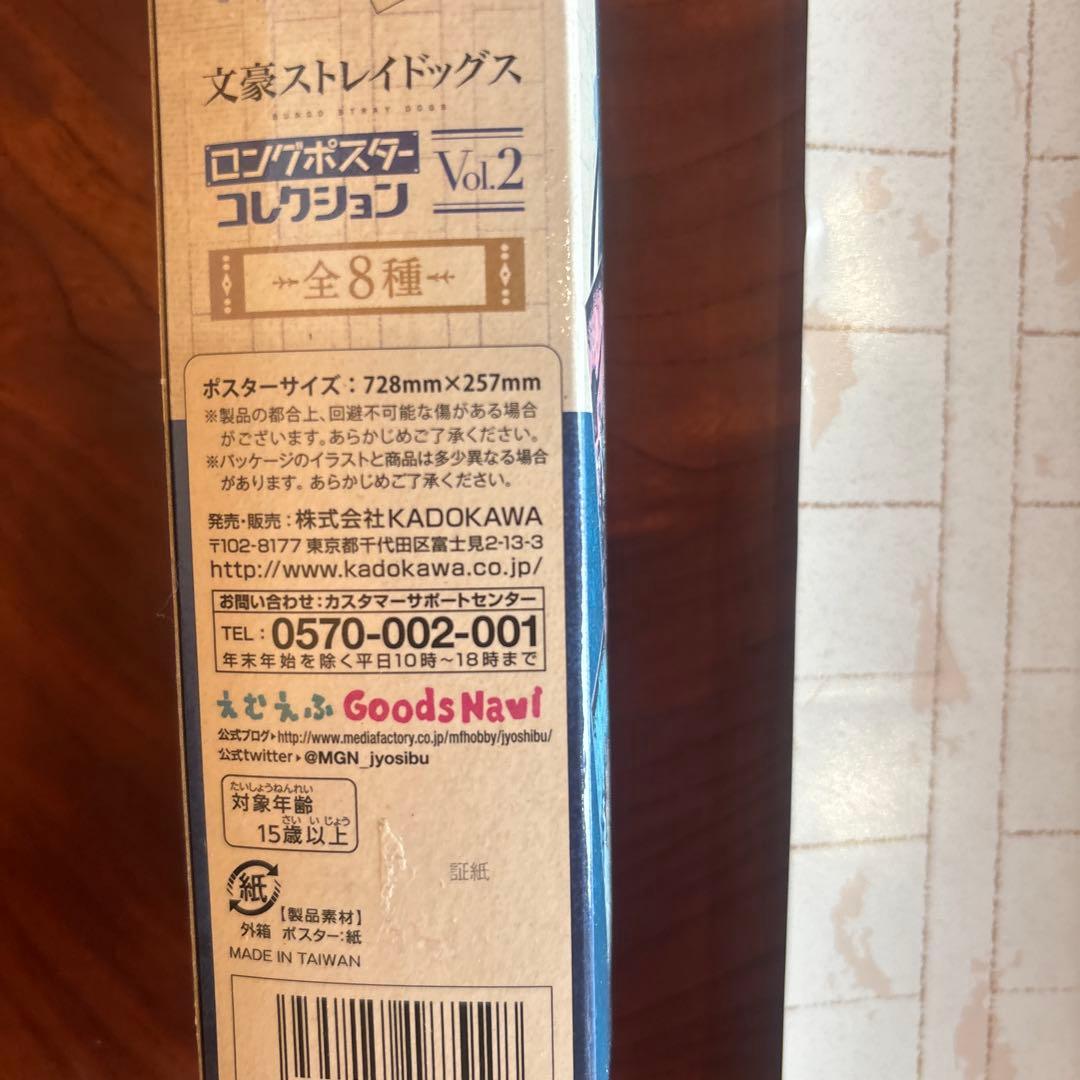 文豪ストレイドッグス
BUNGO STRAY DOGS
ロングポスター
コレクション
Vol.2
全8種
ポスターサイズ：728mm×257mm
※製品の都合上、回避不可能な傷がある場合
がございます。あらかじめご了承ください。
※パッケージのイラストと商品は多少異なる場合
があります。あらかじめご了承ください。
発売・販売：株式会社KADOKAWA
〒102-8177 東京都千代田区富士見2-13-3
http://www.kadokawa.co.jp/
お問い合わせ：カスタマーサポートセンター
TEL：0570-002-001
年末年始を除く平日10時～18時まで
えむえふ Goods Navi
公式ブログ▸http://www.mediafactory.co.jp/mfhobby/jyoshibu/
公式twitter▸@MGN_jyosibu
たいしょうねんれい
対象年齢
さい い じょう
15歳以上
証紙
紙
【製品素材】
外箱 ポスター：紙
MADE IN TAIWAN